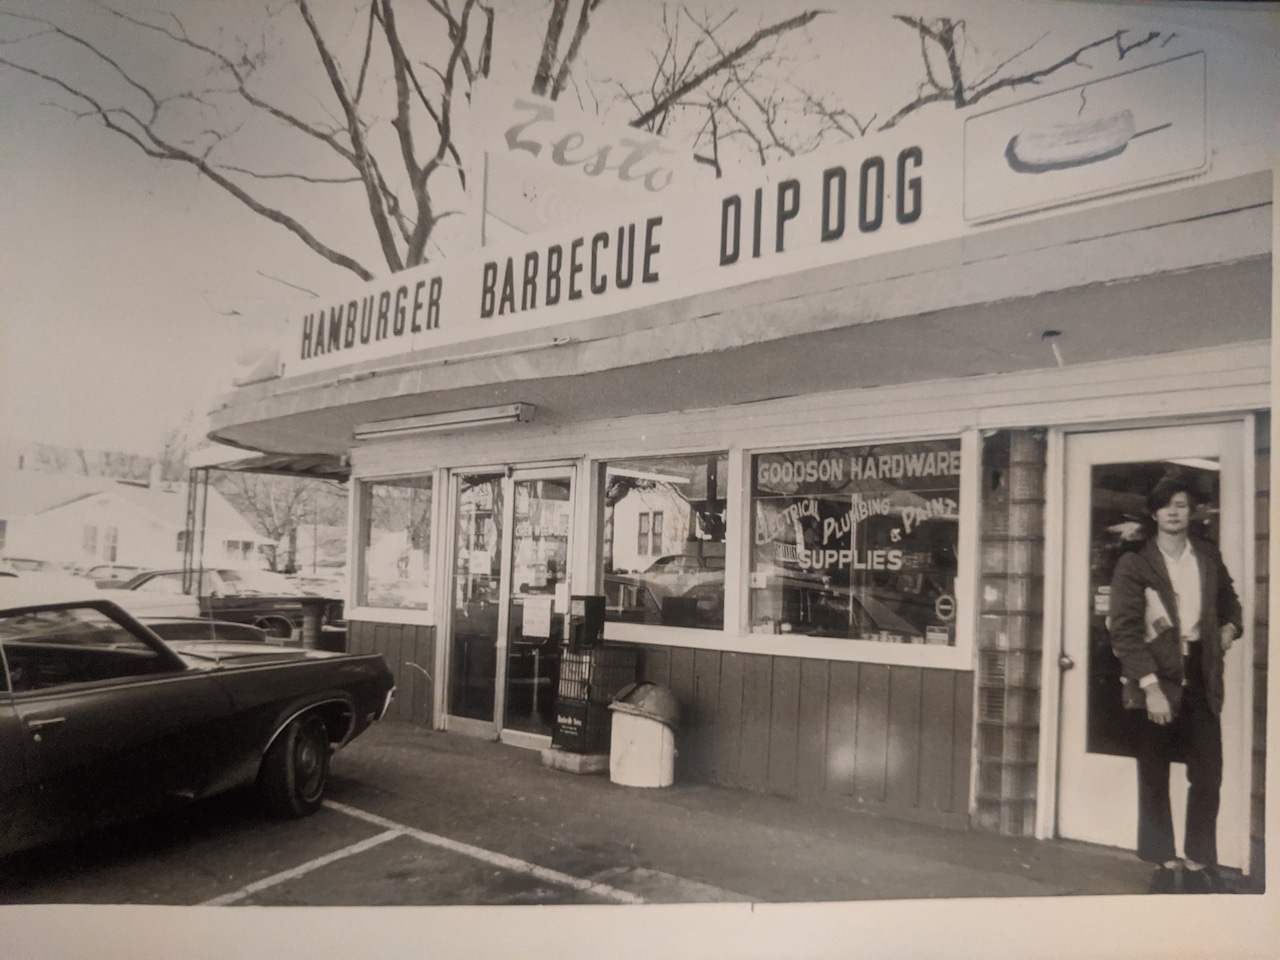 Zesto
HAMBURGER BARBECUE DIP DOG
GOODSON HARDWARE
ELECTRICAL PLUMBING & PAINT
SUPPLIES